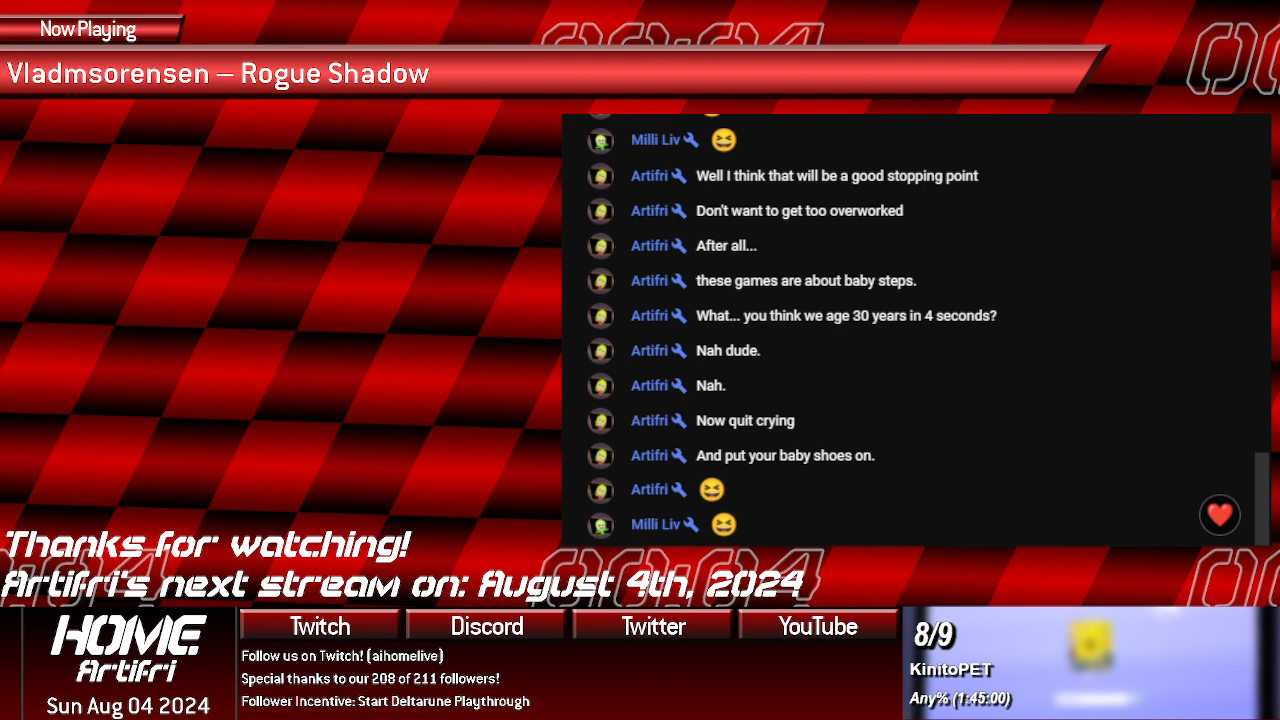 Now Playing
Vladmsorensen – Rogue Shadow
Milli Liv 😆
Artifri Well I think that will be a good stopping point
Artifri Don't want to get too overworked
Artifri After all...
Artifri these games are about baby steps.
Artifri What... you think we age 30 years in 4 seconds?
Artifri Nah dude.
Artifri Nah.
Artifri Now quit crying
Artifri And put your baby shoes on.
Artifri 😆
Milli Liv 😆
Thanks for watching!
Artifri's next stream on: August 4th, 2024
HOME
Artifri
Sun Aug 04 2024
Twitch
Discord
Twitter
YouTube
Follow us on Twitch! (aihomelive)
Special thanks to our 208 of 211 followers!
Follower Incentive: Start Deltarune Playthrough
8/9
KinitoPET
Any% (1:45:00)